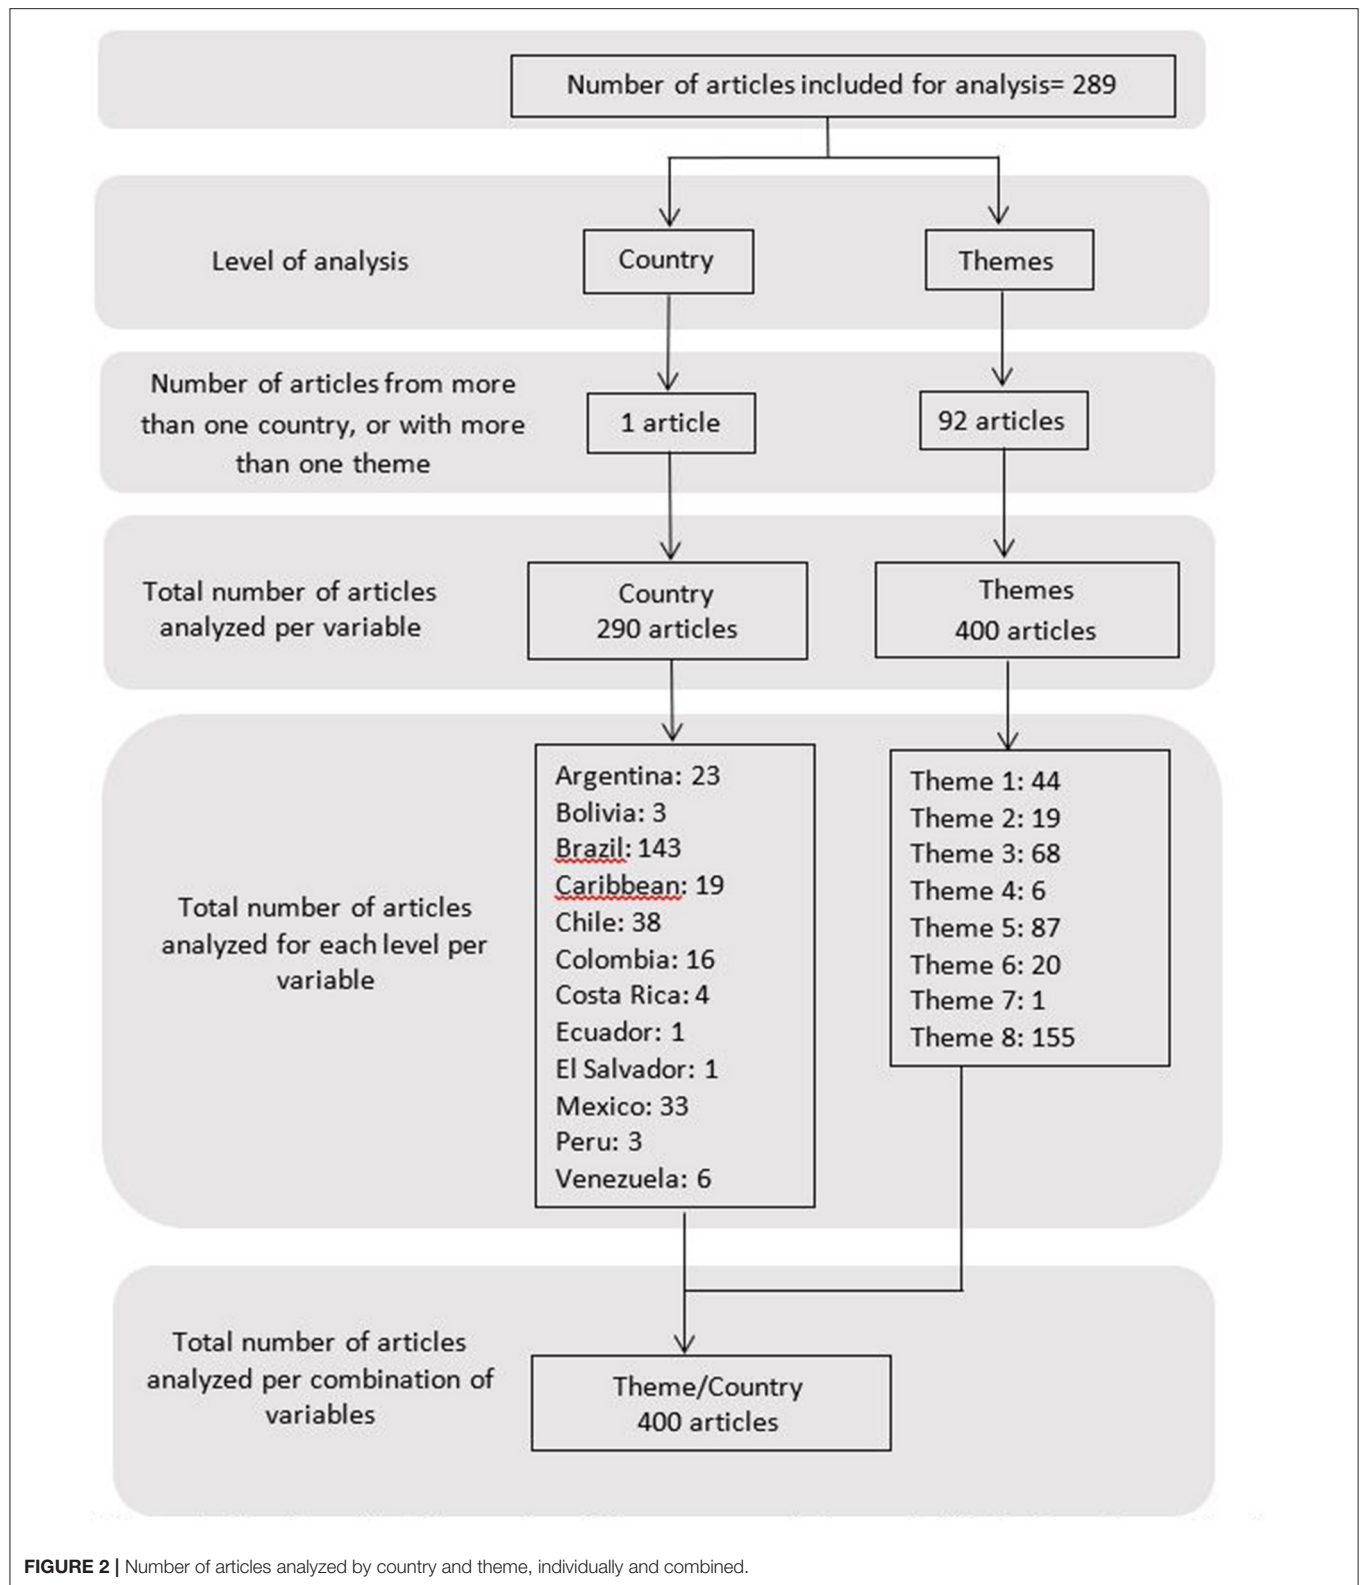 Number of articles included for analysis= 289
Level of analysis
Country
Themes
Number of articles from more
than one country, or with more
than one theme
1 article
92 articles
Total number of articles
analyzed per variable
Country
290 articles
Themes
400 articles
Total number of articles
analyzed for each level per
variable
Argentina: 23
Bolivia: 3
Brazil: 143
Caribbean: 19
Chile: 38
Colombia: 16
Costa Rica: 4
Ecuador: 1
El Salvador: 1
Mexico: 33
Peru: 3
Venezuela: 6
Theme 1: 44
Theme 2: 19
Theme 3: 68
Theme 4: 6
Theme 5: 87
Theme 6: 20
Theme 7: 1
Theme 8: 155
Total number of articles
analyzed per combination of
variables
Theme/Country
400 articles
FIGURE 2 | Number of articles analyzed by country and theme, individually and combined.